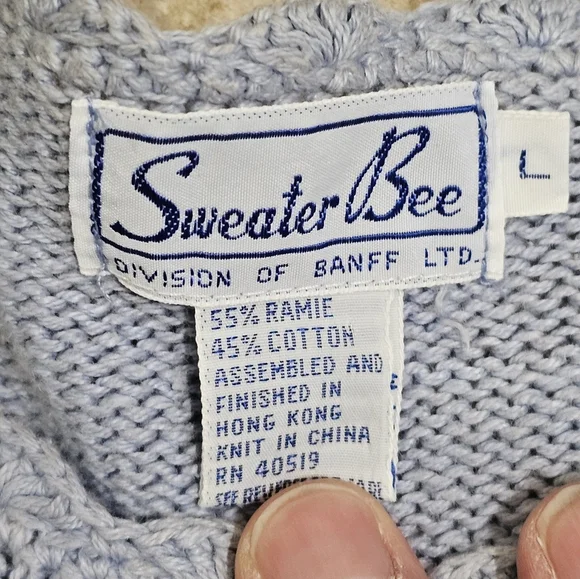 Sweater Bee
L
DIVISION OF BANFF LTD.
55% RAMIE
45% COTTON
ASSEMBLED AND
FINISHED IN
HONG KONG
KNIT IN CHINA
RN 40519
SEE